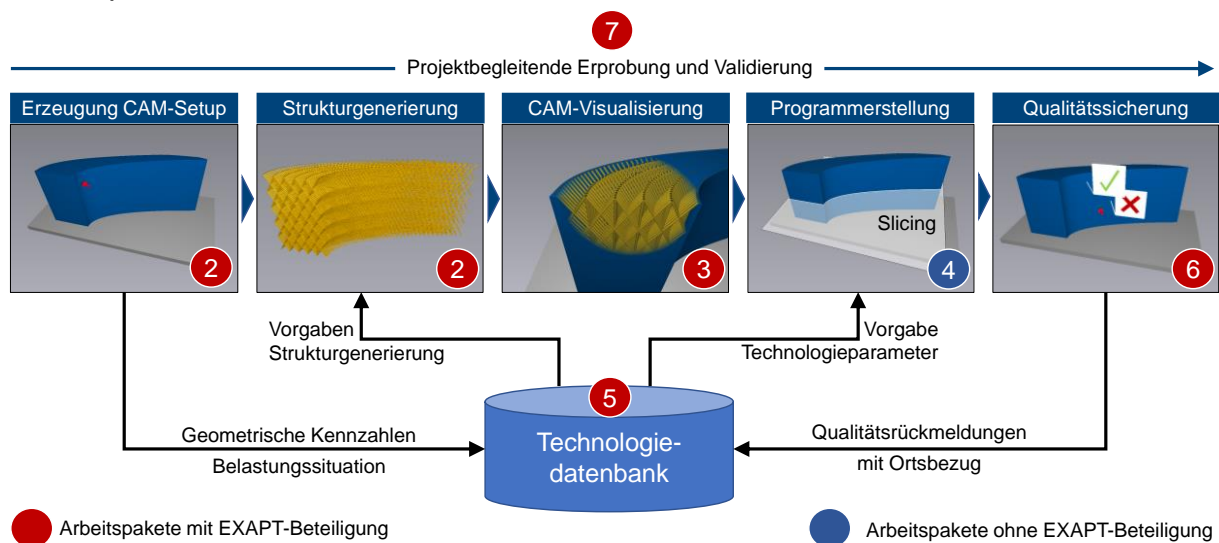 7
Projektbegleitende Erprobung und Validierung
Erzeugung CAM-Setup
Strukturgenerierung
CAM-Visualisierung
Programmerstellung
Qualitätssicherung
Slicing
2
2
3
4
6
Vorgaben
Strukturgenerierung
Vorgabe
Technologieparameter
5
Technologie-
datenbank
Geometrische Kennzahlen
Belastungssituation
Qualitätsrückmeldungen
mit Ortsbezug
Arbeitspakete mit EXAPT-Beteiligung
Arbeitspakete ohne EXAPT-Beteiligung